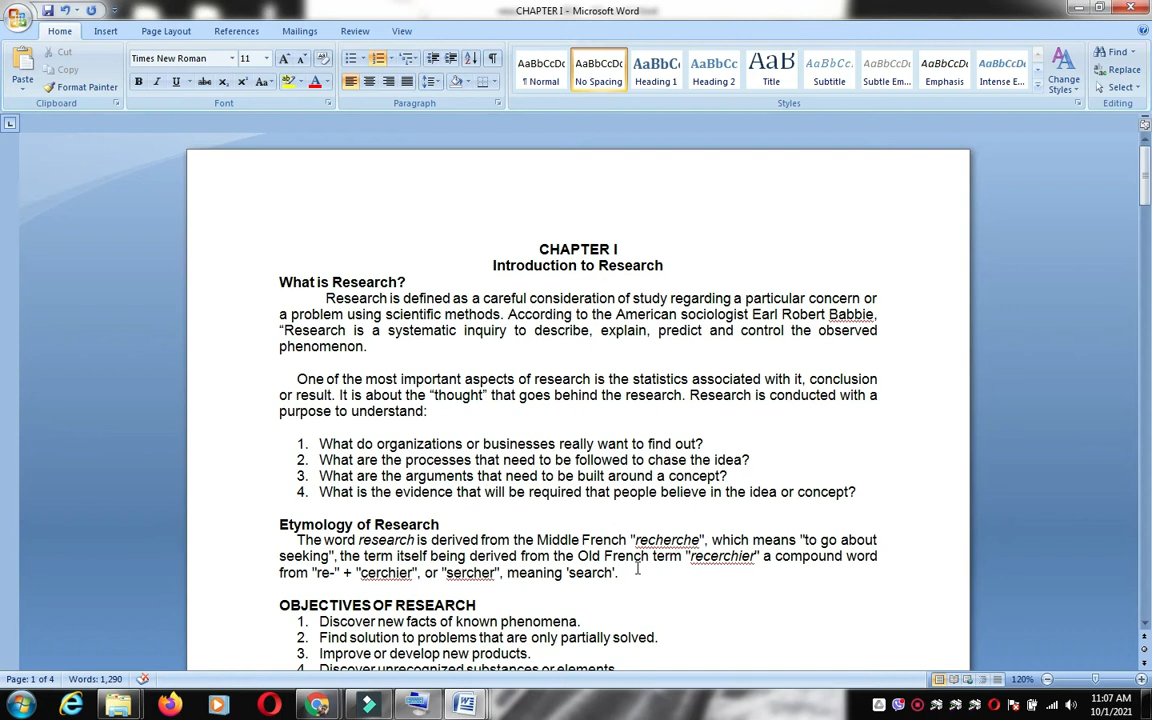 CHAPTER I - Microsoft Word
Home Insert Page Layout References Mailings Review View
Paste
Cut
Copy
Format Painter
Clipboard
Times New Roman 11
B I U abc x₂ x² Aa
Font
Paragraph
AaBbCcDc AaBbCcDc AaBbC( AaBbCc AaB AaBbCc. AaBbCcDc AaBbCcDc AaBbCcDc
¶ Normal No Spacing Heading 1 Heading 2 Title Subtitle Subtle Em... Emphasis Intense E...
Change Styles
Styles
Find
Replace
Select
Editing
CHAPTER I
Introduction to Research
What is Research?
Research is defined as a careful consideration of study regarding a particular concern or
a problem using scientific methods. According to the American sociologist Earl Robert Babbie,
“Research is a systematic inquiry to describe, explain, predict and control the observed
phenomenon.
One of the most important aspects of research is the statistics associated with it, conclusion
or result. It is about the “thought” that goes behind the research. Research is conducted with a
purpose to understand:
1. What do organizations or businesses really want to find out?
2. What are the processes that need to be followed to chase the idea?
3. What are the arguments that need to be built around a concept?
4. What is the evidence that will be required that people believe in the idea or concept?
Etymology of Research
The word research is derived from the Middle French "recherche", which means "to go about
seeking", the term itself being derived from the Old French term "recerchier" a compound word
from "re-" + "cerchier", or "sercher", meaning 'search'.
OBJECTIVES OF RESEARCH
1. Discover new facts of known phenomena.
2. Find solution to problems that are only partially solved.
3. Improve or develop new products.
4. Discover unrecognized substances or elements.
Page: 1 of 4 Words: 1,290 120%
11:07 AM
10/1/2021